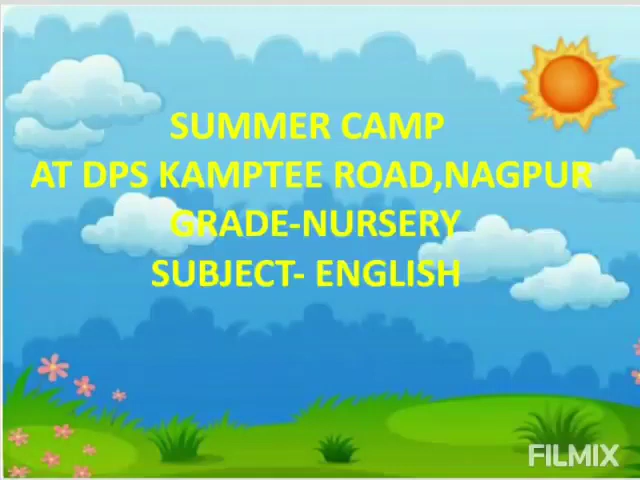 SUMMER CAMP
AT DPS KAMPTEE ROAD,NAGPUR
GRADE-NURSERY
SUBJECT- ENGLISH
FILMIX